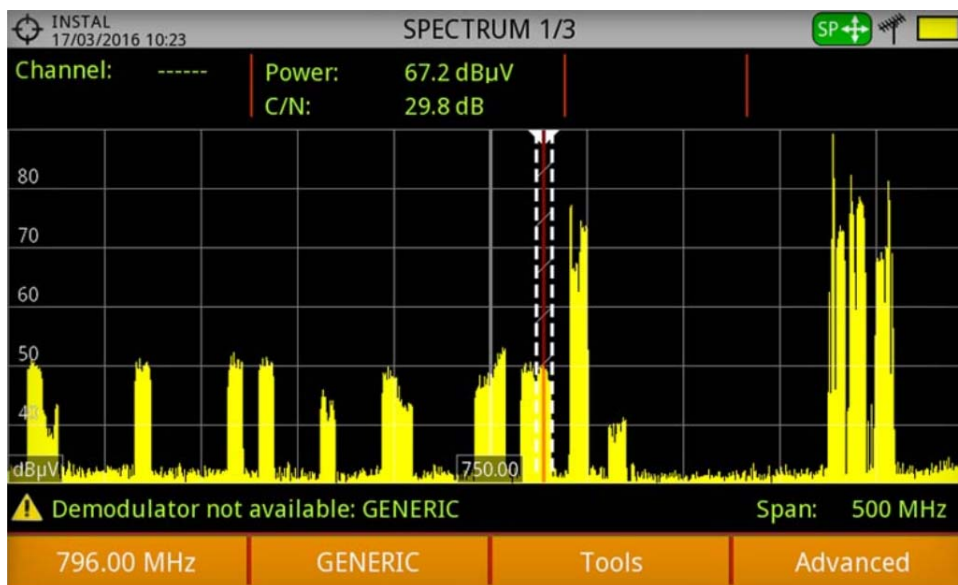 INSTAL
17/03/2016 10:23
SPECTRUM 1/3
SP
Channel: ------
Power: 67.2 dBµV
C/N: 29.8 dB
80
70
60
50
40
dBµV
750.00
Demodulator not available: GENERIC
Span: 500 MHz
796.00 MHz
GENERIC
Tools
Advanced